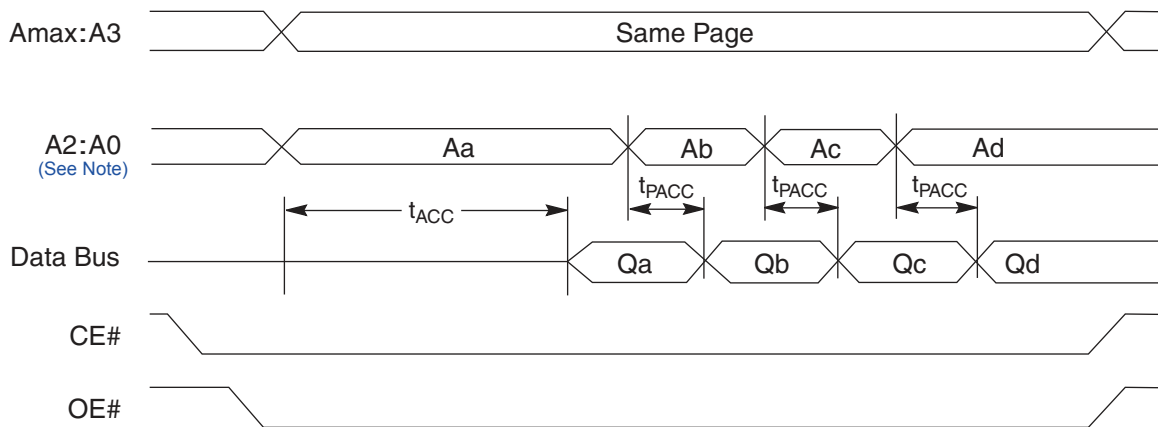 Amax:A3
Same Page
A2:A0
(See Note)
Aa
Ab
Ac
Ad
tACC
tPACC
tPACC
tPACC
Data Bus
Qa
Qb
Qc
Qd
CE#
OE#